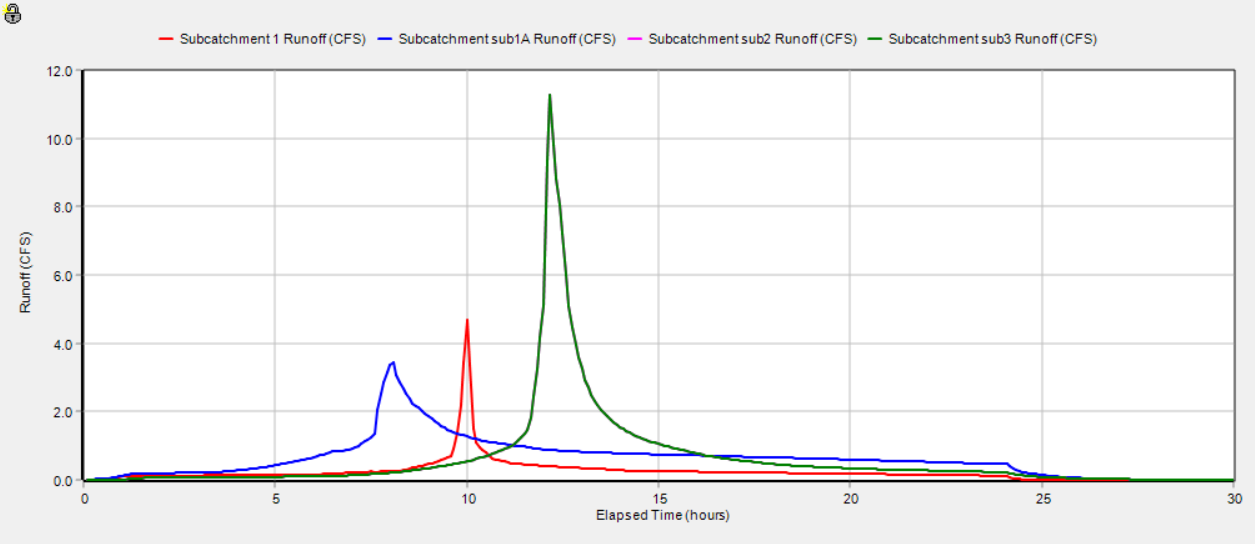 Subcatchment 1 Runoff (CFS) Subcatchment sub1A Runoff (CFS) Subcatchment sub2 Runoff (CFS) Subcatchment sub3 Runoff (CFS)
12.0
10.0
8.0
6.0
4.0
2.0
0.0
Runoff (CFS)
0 5 10 15 20 25 30
Elapsed Time (hours)